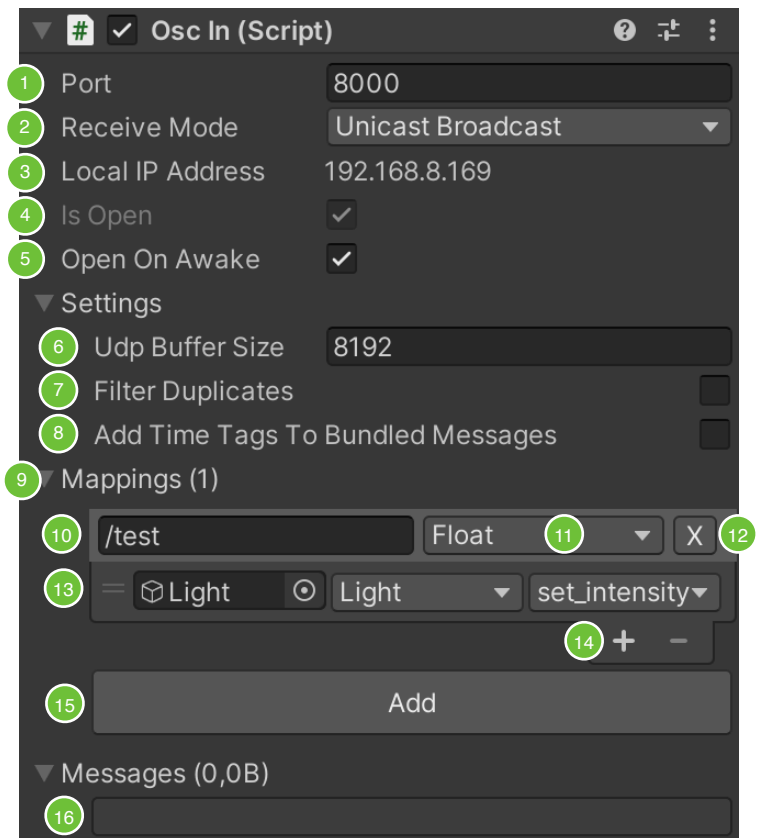 # Osc In (Script) ?
1 Port 8000
2 Receive Mode Unicast Broadcast
3 Local IP Address 192.168.8.169
4 Is Open
5 Open On Awake
Settings
6 Udp Buffer Size 8192
7 Filter Duplicates
8 Add Time Tags To Bundled Messages
9 Mappings (1)
10 /test Float 11 X 12
13 Light Light set_intensity
14 + −
15 Add
Messages (0,0B)
16